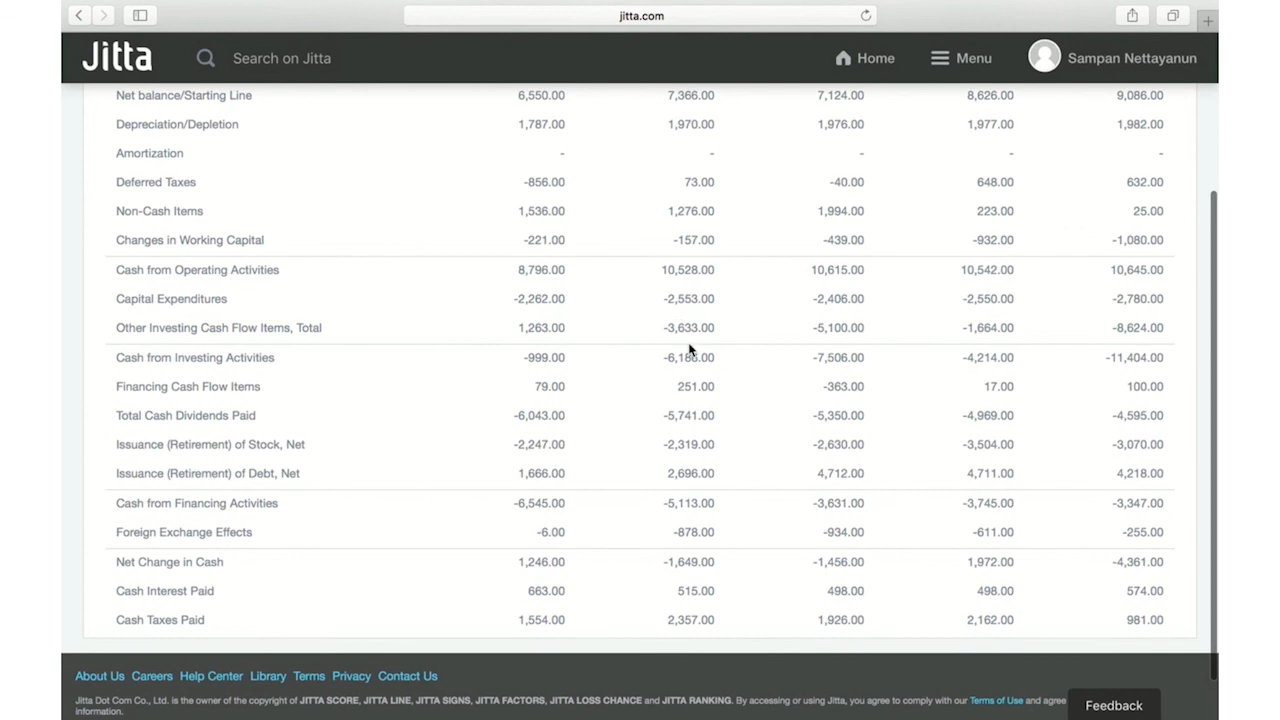 jitta.com
Jitta Search on Jitta Home Menu Sampan Nettayanun
Net balance/Starting Line 6,550.00 7,366.00 7,124.00 8,626.00 9,086.00
Depreciation/Depletion 1,787.00 1,970.00 1,976.00 1,977.00 1,982.00
Amortization - - - - -
Deferred Taxes -856.00 73.00 -40.00 648.00 632.00
Non-Cash Items 1,536.00 1,276.00 1,994.00 223.00 25.00
Changes in Working Capital -221.00 -157.00 -439.00 -932.00 -1,080.00
Cash from Operating Activities 8,796.00 10,528.00 10,615.00 10,542.00 10,645.00
Capital Expenditures -2,262.00 -2,553.00 -2,406.00 -2,550.00 -2,780.00
Other Investing Cash Flow Items, Total 1,263.00 -3,633.00 -5,100.00 -1,664.00 -8,624.00
Cash from Investing Activities -999.00 -6,186.00 -7,506.00 -4,214.00 -11,404.00
Financing Cash Flow Items 79.00 251.00 -363.00 17.00 100.00
Total Cash Dividends Paid -6,043.00 -5,741.00 -5,350.00 -4,969.00 -4,595.00
Issuance (Retirement) of Stock, Net -2,247.00 -2,319.00 -2,630.00 -3,504.00 -3,070.00
Issuance (Retirement) of Debt, Net 1,666.00 2,696.00 4,712.00 4,711.00 4,218.00
Cash from Financing Activities -6,545.00 -5,113.00 -3,631.00 -3,745.00 -3,347.00
Foreign Exchange Effects -6.00 -878.00 -934.00 -611.00 -255.00
Net Change in Cash 1,246.00 -1,649.00 -1,456.00 1,972.00 -4,361.00
Cash Interest Paid 663.00 515.00 498.00 498.00 574.00
Cash Taxes Paid 1,554.00 2,357.00 1,926.00 2,162.00 981.00
About Us Careers Help Center Library Terms Privacy Contact Us
Jitta Dot Com Co., Ltd. is the owner of the copyright of JITTA SCORE, JITTA LINE, JITTA SIGNS, JITTA FACTORS, JITTA LOSS CHANCE and JITTA RANKING. By accessing or using Jitta, you agree to comply with our Terms of Use and agree
information.
Feedback